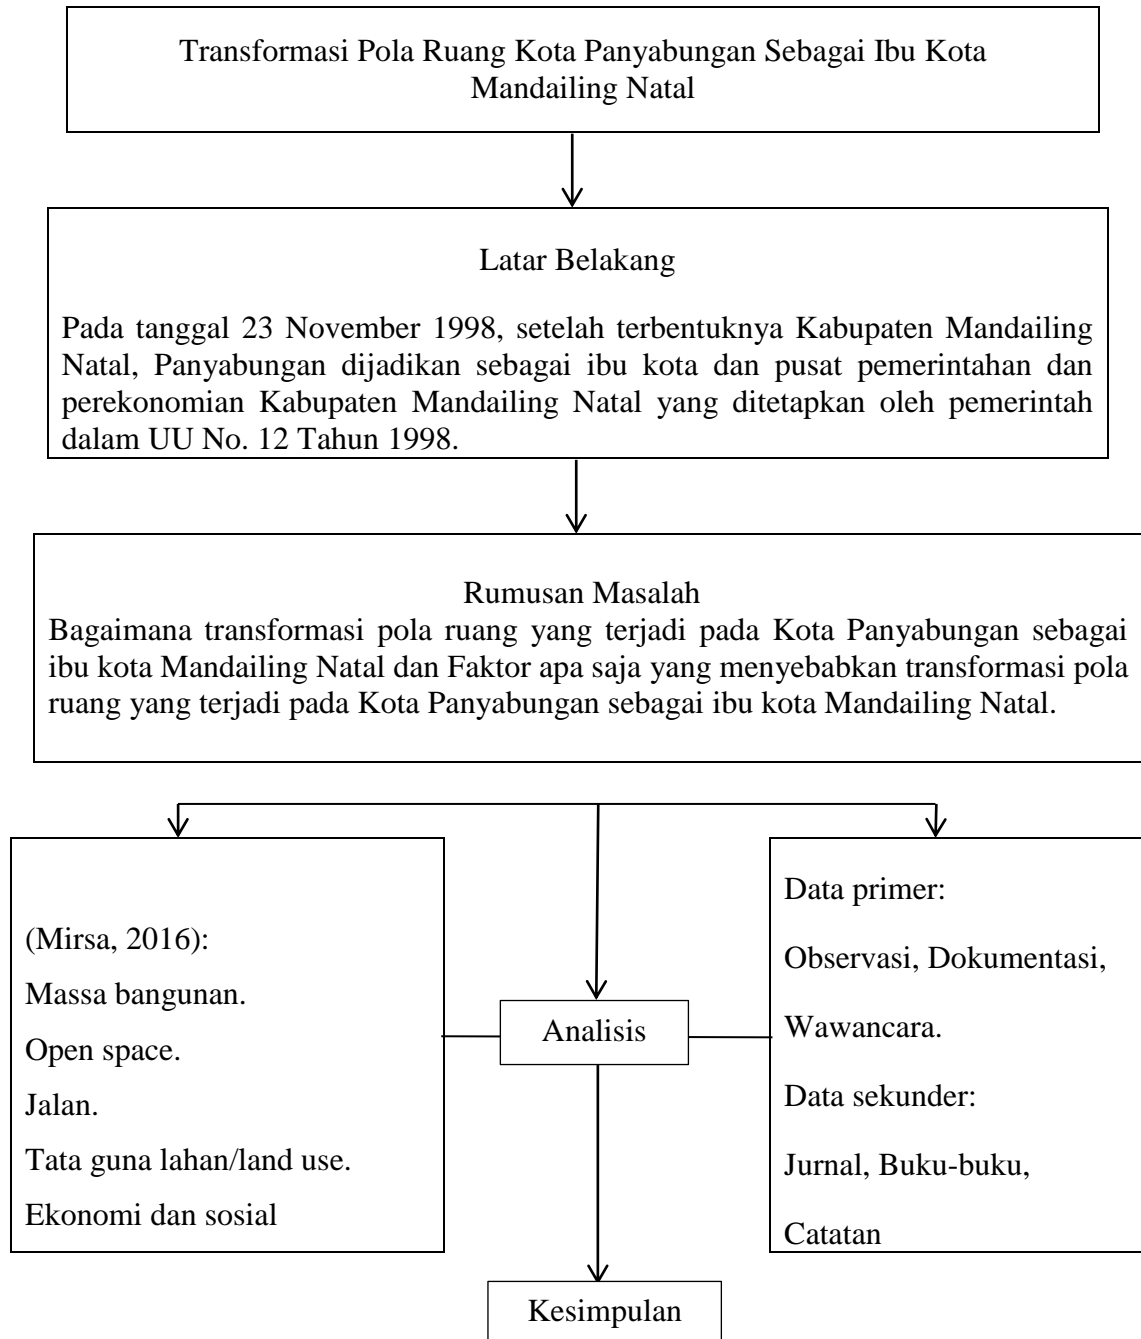 Transformasi Pola Ruang Kota Panyabungan Sebagai Ibu Kota
Mandailing Natal
Latar Belakang
Pada tanggal 23 November 1998, setelah terbentuknya Kabupaten Mandailing
Natal, Panyabungan dijadikan sebagai ibu kota dan pusat pemerintahan dan
perekonomian Kabupaten Mandailing Natal yang ditetapkan oleh pemerintah
dalam UU No. 12 Tahun 1998.
Rumusan Masalah
Bagaimana transformasi pola ruang yang terjadi pada Kota Panyabungan sebagai
ibu kota Mandailing Natal dan Faktor apa saja yang menyebabkan transformasi pola
ruang yang terjadi pada Kota Panyabungan sebagai ibu kota Mandailing Natal.
(Mirsa, 2016):
Massa bangunan.
Open space.
Jalan.
Tata guna lahan/land use.
Ekonomi dan sosial
Analisis
Data primer:
Observasi, Dokumentasi,
Wawancara.
Data sekunder:
Jurnal, Buku-buku,
Catatan
Kesimpulan